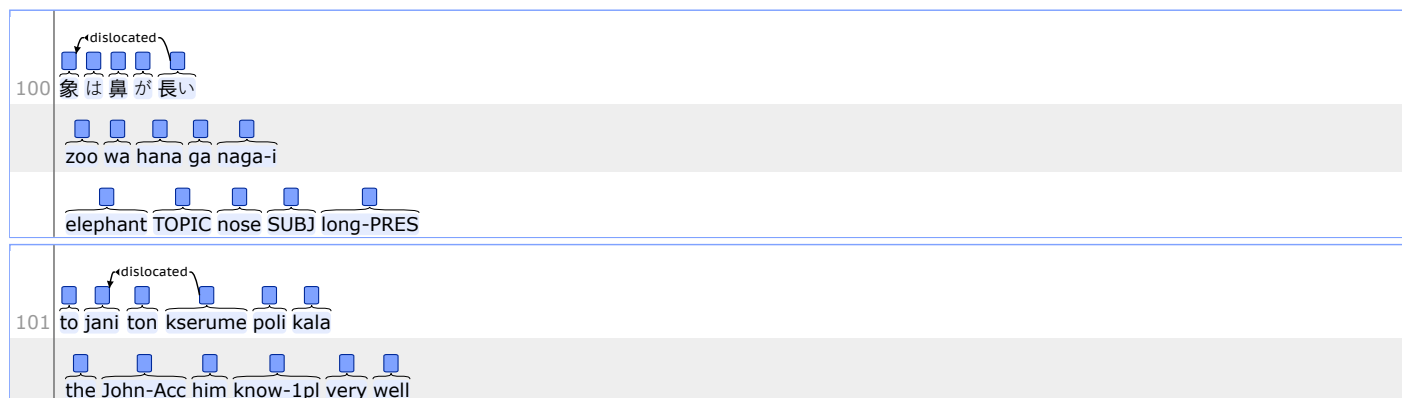 dislocated
100 象 は 鼻 が 長い
zoo wa hana ga naga-i
elephant TOPIC nose SUBJ long-PRES
dislocated
101 to jani ton kserume poli kala
the John-Acc him know-1pl very well